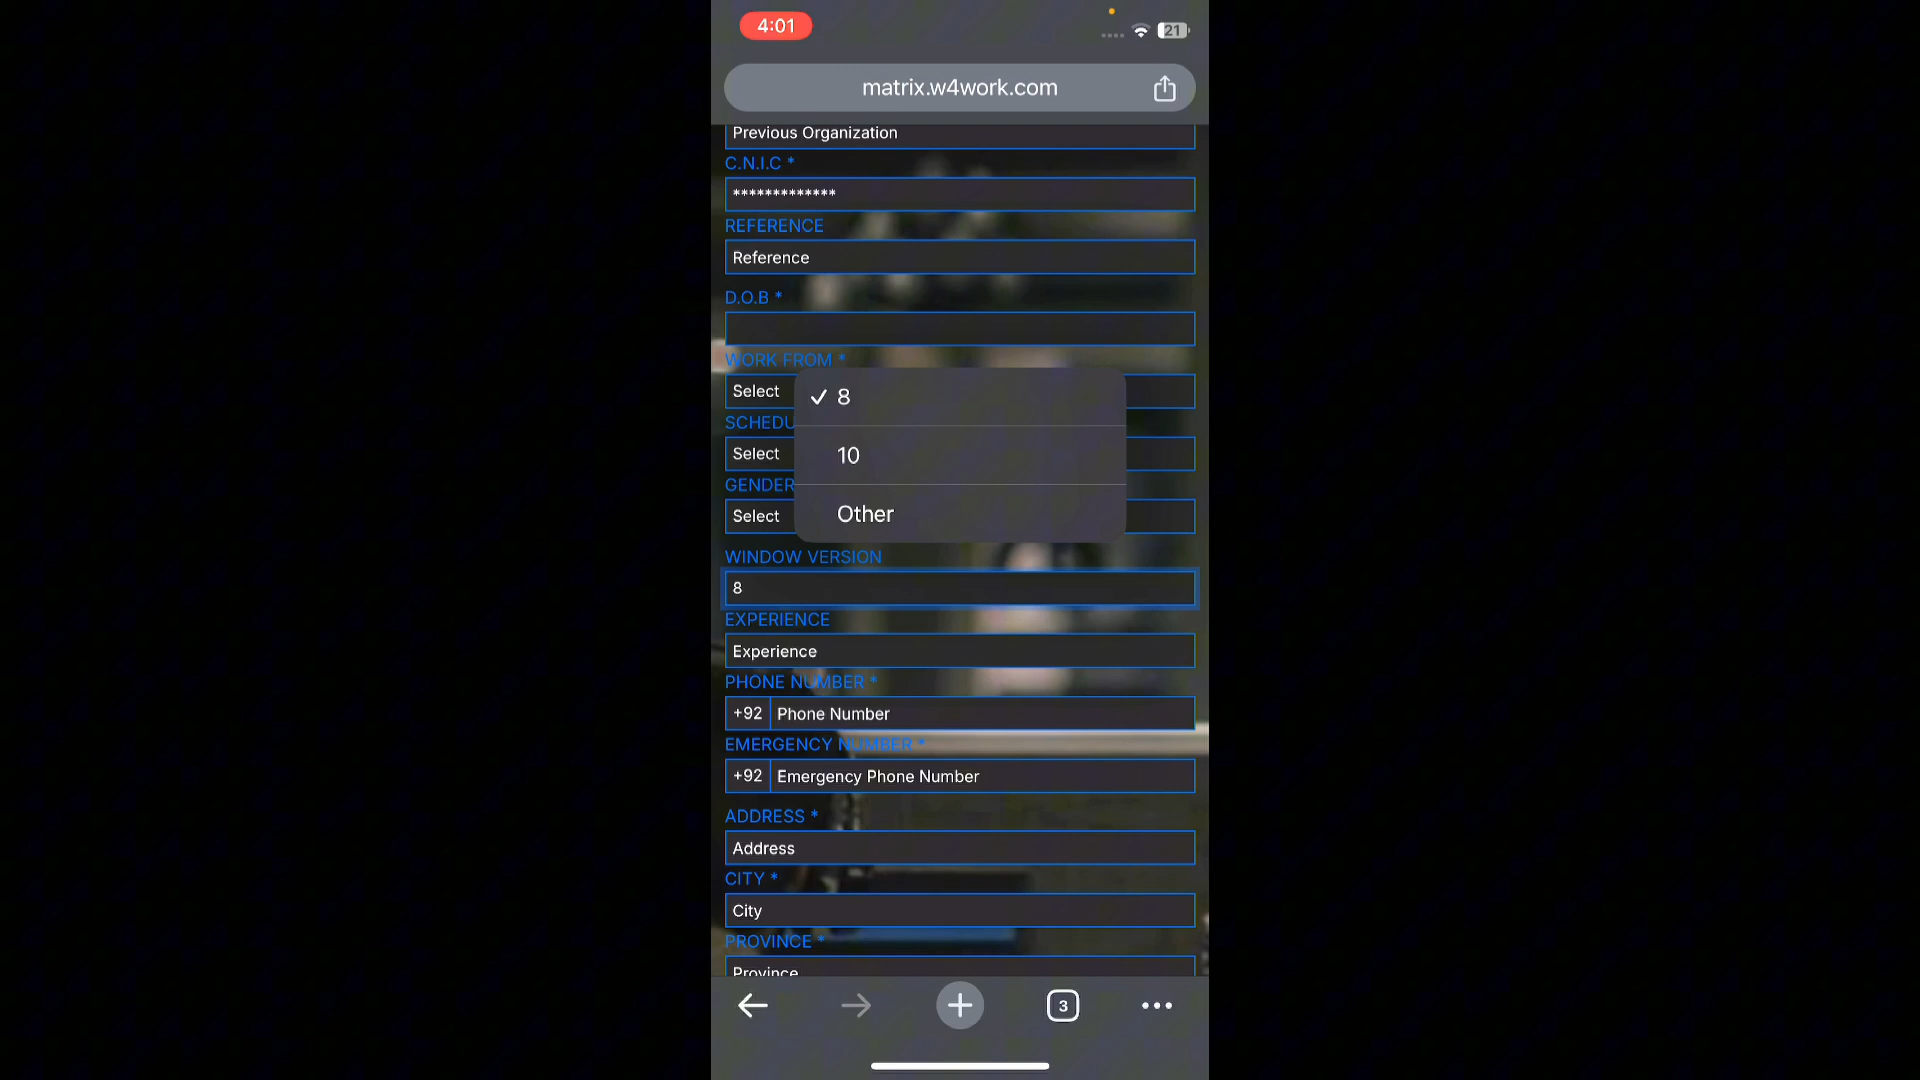 4:01
21
matrix.w4work.com
Previous Organization
C.N.I.C *
*************
REFERENCE
Reference
D.O.B *
WORK FROM *
Select
8
SCHEDU
Select
10
GENDER
Select
Other
WINDOW VERSION
8
EXPERIENCE
Experience
PHONE NUMBER *
+92 Phone Number
EMERGENCY NUMBER *
+92 Emergency Phone Number
ADDRESS *
Address
CITY *
City
PROVINCE *
Province
3